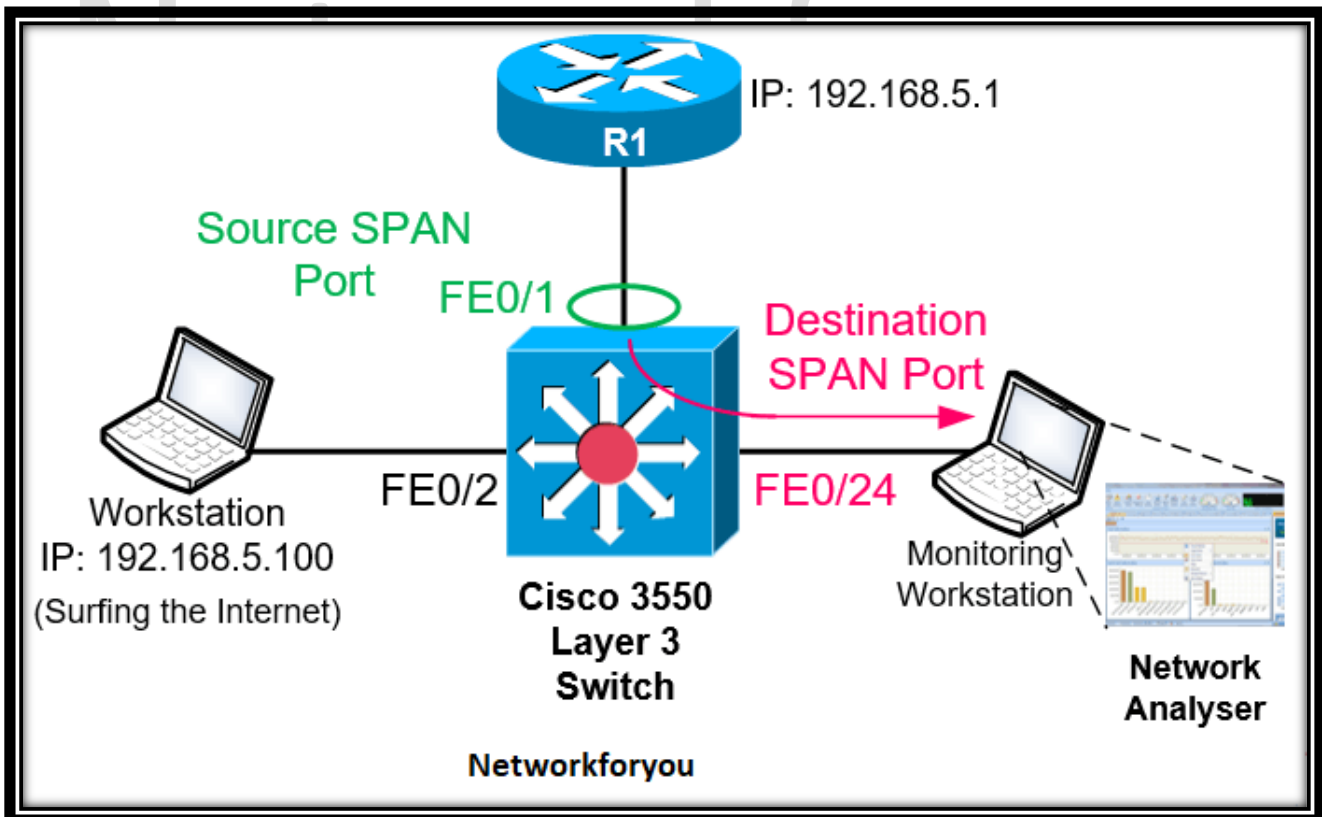 IP: 192.168.5.1
R1
Source SPAN
Port
FE0/1
Destination
SPAN Port
FE0/2
FE0/24
Workstation
IP: 192.168.5.100
(Surfing the Internet)
Monitoring
Workstation
Cisco 3550
Layer 3
Switch
Network
Analyser
Networkforyou